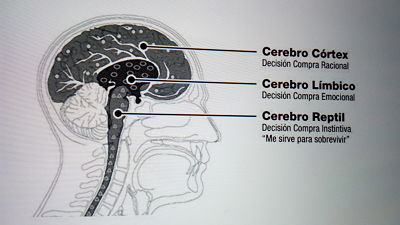 Cerebro Córtex
Decisión Compra Racional
Cerebro Límbico
Decisión Compra Emocional
Cerebro Reptil
Decisión Compra Instintiva
“Me sirve para sobrevivir”